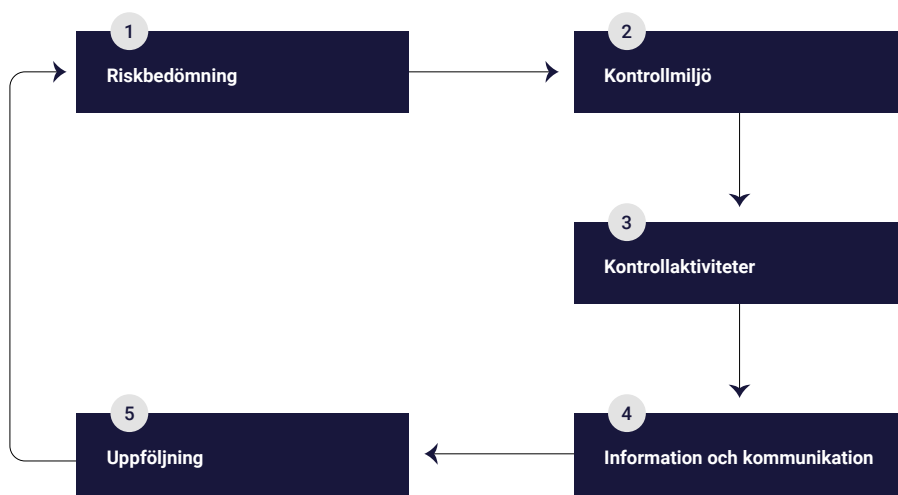 1
Riskbedömning
2
Kontrollmiljö
3
Kontrollaktiviteter
4
Information och kommunikation
5
Uppföljning